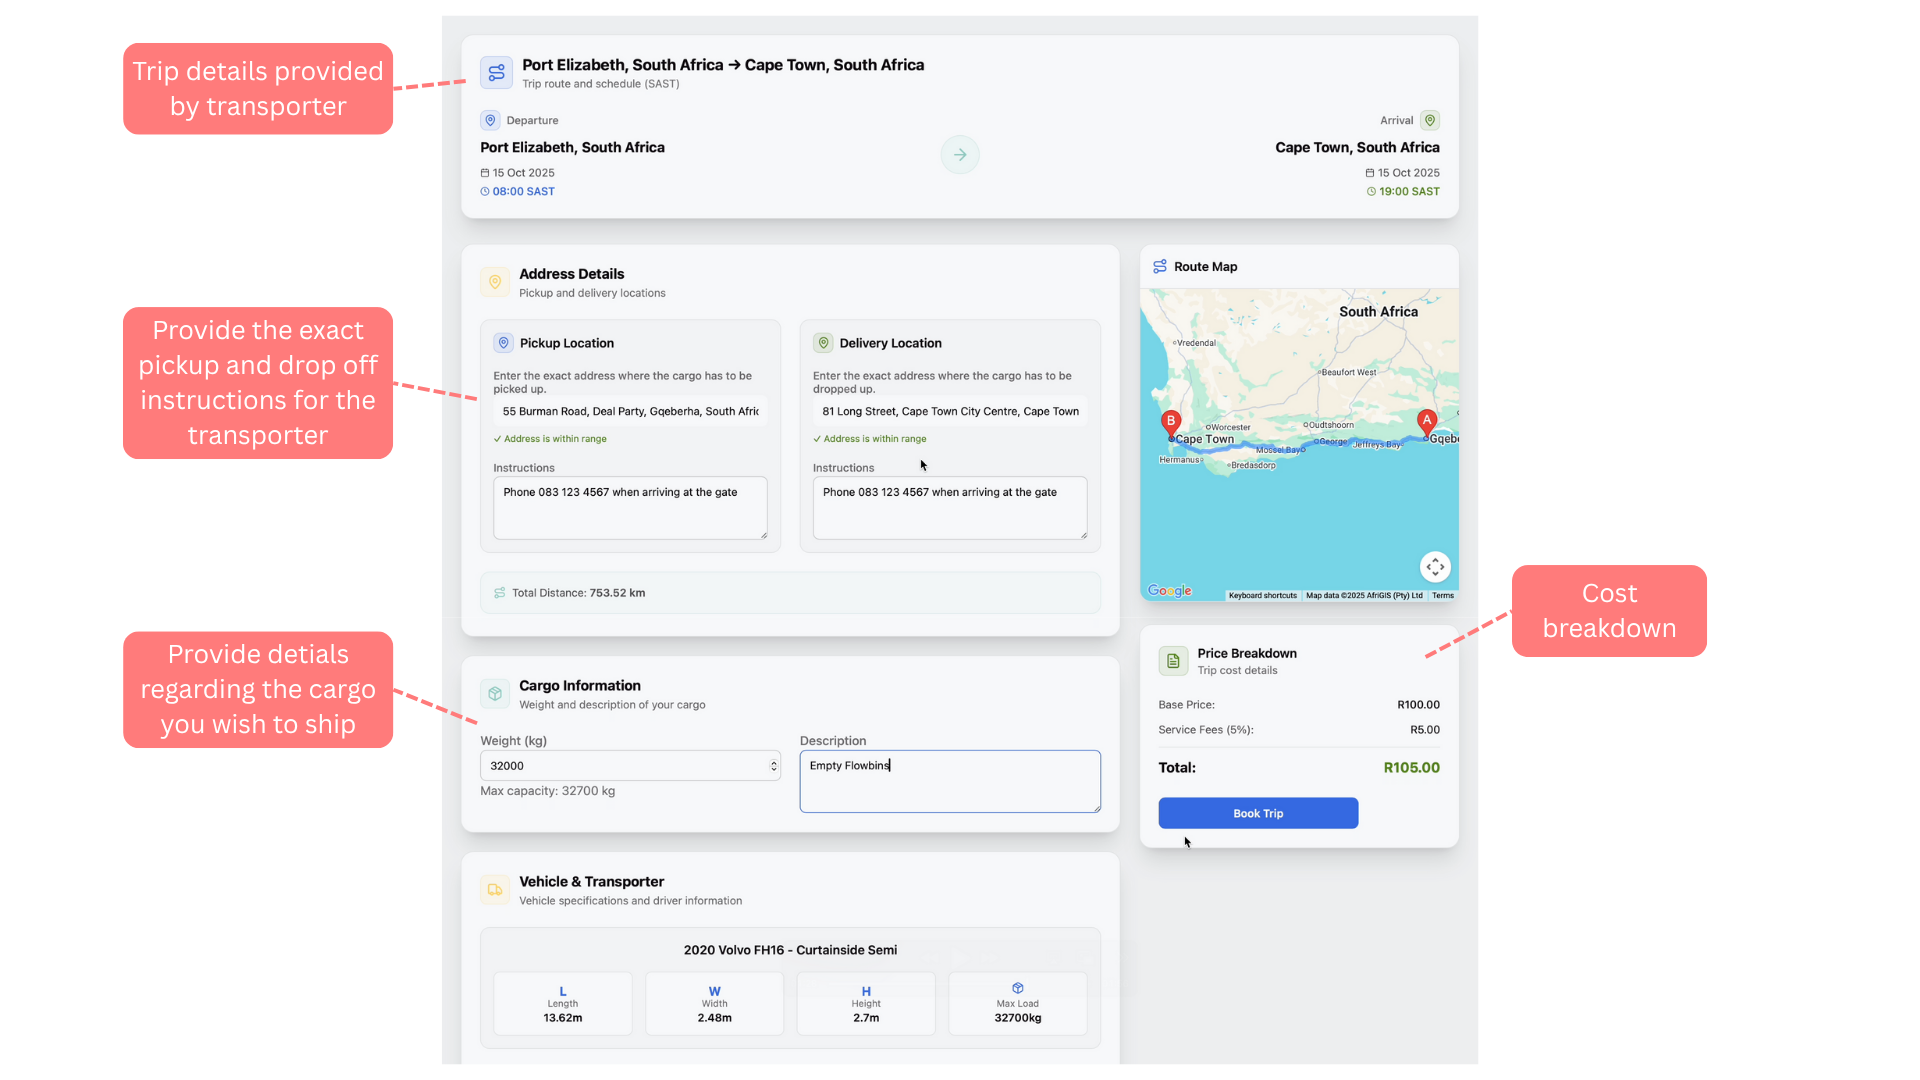 Trip details provided
by transporter
Port Elizabeth, South Africa → Cape Town, South Africa
Trip route and schedule (SAST)
Departure
Port Elizabeth, South Africa
15 Oct 2025
08:00 SAST
Arrival
Cape Town, South Africa
15 Oct 2025
19:00 SAST
Provide the exact
pickup and drop off
instructions for the
transporter
Address Details
Pickup and delivery locations
Pickup Location
Enter the exact address where the cargo has to be
picked up.
55 Burman Road, Deal Party, Gqeberha, South Afric
Address is within range
Instructions
Phone 083 123 4567 when arriving at the gate
Delivery Location
Enter the exact address where the cargo has to be
dropped up.
81 Long Street, Cape Town City Centre, Cape Town
Address is within range
Instructions
Phone 083 123 4567 when arriving at the gate
Total Distance: 753.52 km
Route Map
South Africa
Vredendal
Beaufort West
B
A
Worcester
Oudtshoorn
Cape Town
George
Jeffreys Bay
Gqeb
Mossel Bay
Hermanus
Bredasdorp
Google
Keyboard shortcuts
Map data ©2025 AfriGIS (Pty) Ltd
Terms
Provide detials
regarding the cargo
you wish to ship
Cargo Information
Weight and description of your cargo
Weight (kg)
32000
Max capacity: 32700 kg
Description
Empty Flowbins
Cost
breakdown
Price Breakdown
Trip cost details
Base Price: R100.00
Service Fees (5%): R5.00
Total: R105.00
Book Trip
Vehicle & Transporter
Vehicle specifications and driver information
2020 Volvo FH16 - Curtainside Semi
L
Length
13.62m
W
Width
2.48m
H
Height
2.7m
Max Load
32700kg